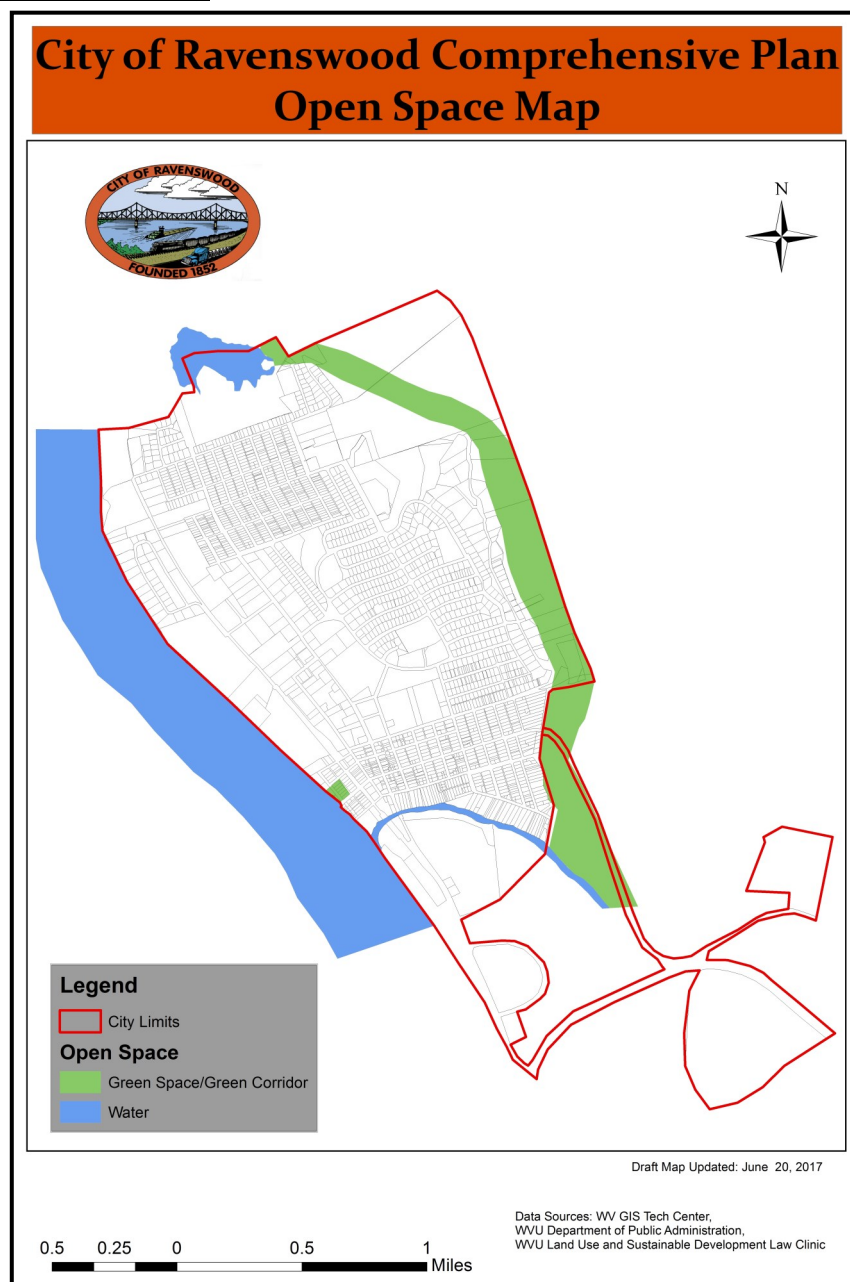 City of Ravenswood Comprehensive Plan
Open Space Map
CITY OF RAVENSWOOD
FOUNDED 1852
N
Legend
City Limits
Open Space
Green Space/Green Corridor
Water
Draft Map Updated: June 20, 2017
Data Sources: WV GIS Tech Center,
WVU Department of Public Administration,
WVU Land Use and Sustainable Development Law Clinic
0.5 0.25 0 0.5 1
Miles